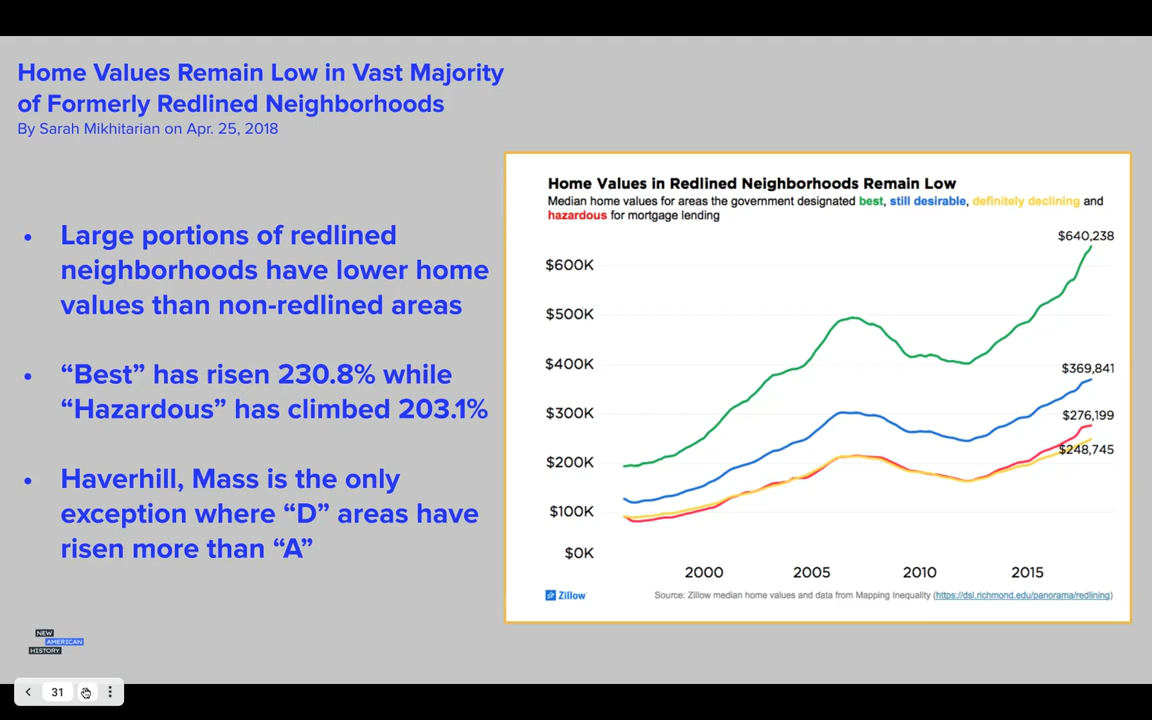 Home Values Remain Low in Vast Majority
of Formerly Redlined Neighborhoods
By Sarah Mikhitarian on Apr. 25, 2018
• Large portions of redlined
neighborhoods have lower home
values than non-redlined areas
• “Best” has risen 230.8% while
“Hazardous” has climbed 203.1%
• Haverhill, Mass is the only
exception where “D” areas have
risen more than “A”
Home Values in Redlined Neighborhoods Remain Low
Median home values for areas the government designated best, still desirable, definitely declining and
hazardous for mortgage lending
$640,238
$600K
$500K
$400K
$369,841
$300K
$276,199
$248,745
$200K
$100K
$0K
2000 2005 2010 2015
Zillow
Source: Zillow median home values and data from Mapping Inequality (https://dsl.richmond.edu/panorama/redlining)
NEW
AMERICAN
HISTORY
31